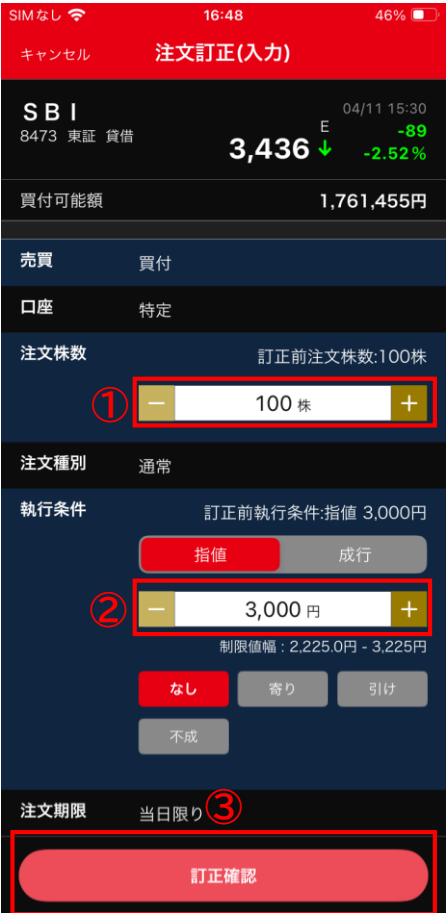 SIMなし 16:48 46%
キャンセル 注文訂正(入力)
ＳＢＩ 04/11 15:30
8473 東証 貸借 3,436 E ↓ -89
-2.52%
買付可能額 1,761,455円
売買 買付
口座 特定
注文株数 訂正前注文株数:100株
① － 100 株 ＋
注文種別 通常
執行条件 訂正前執行条件:指値 3,000円
指値 成行
② － 3,000 円 ＋
制限値幅 : 2,225.0円 - 3,225円
なし 寄り 引け
不成
注文期限 当日限り ③
訂正確認